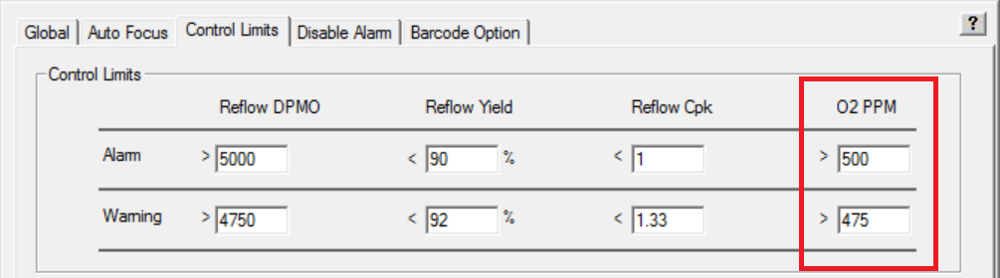 Global Auto Focus Control Limits Disable Alarm Barcode Option ?
Control Limits
Reflow DPMO Reflow Yield Reflow Cpk O2 PPM
Alarm > 5000 < 90 % < 1 > 500
Warning > 4750 < 92 % < 1.33 > 475